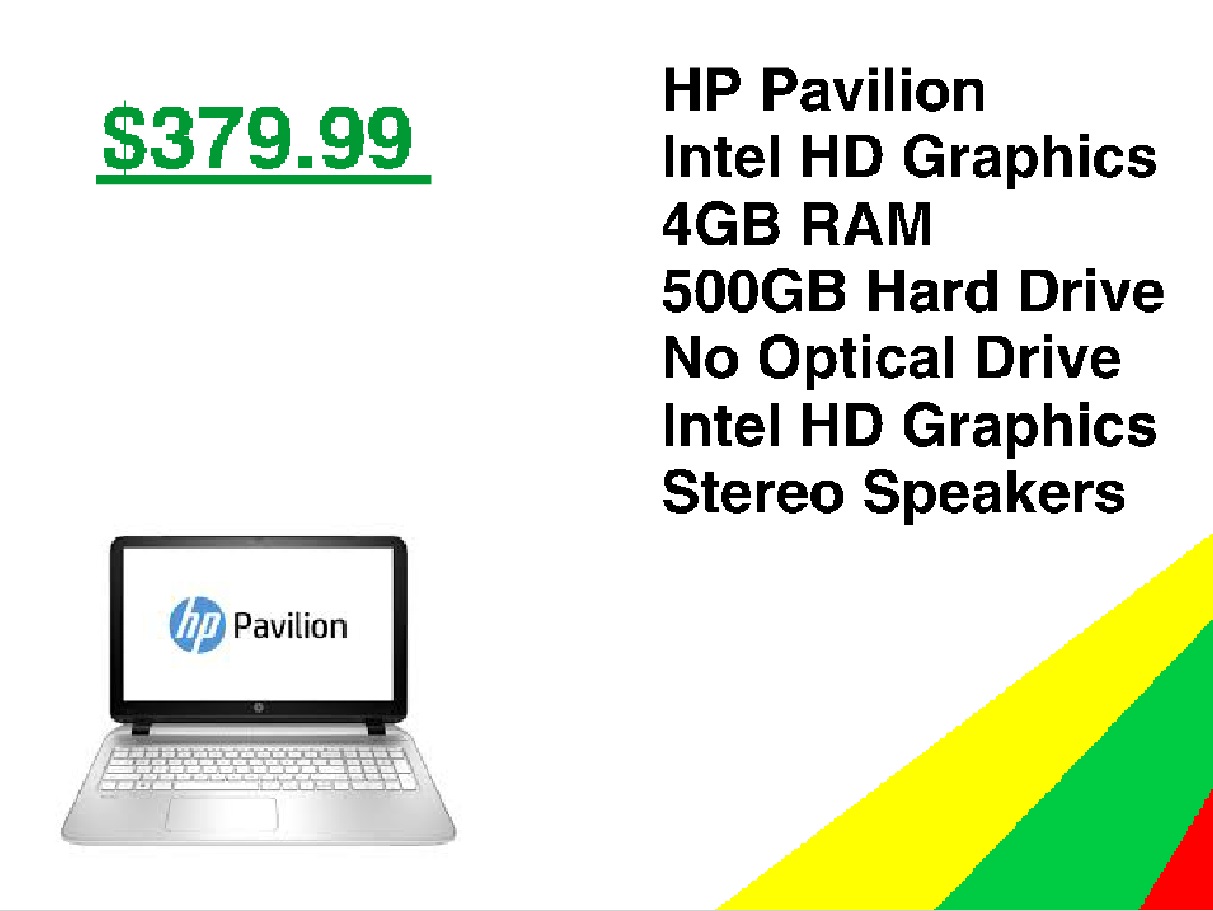 $379.99
HP Pavilion
Intel HD Graphics
4GB RAM
500GB Hard Drive
No Optical Drive
Intel HD Graphics
Stereo Speakers
hp Pavilion